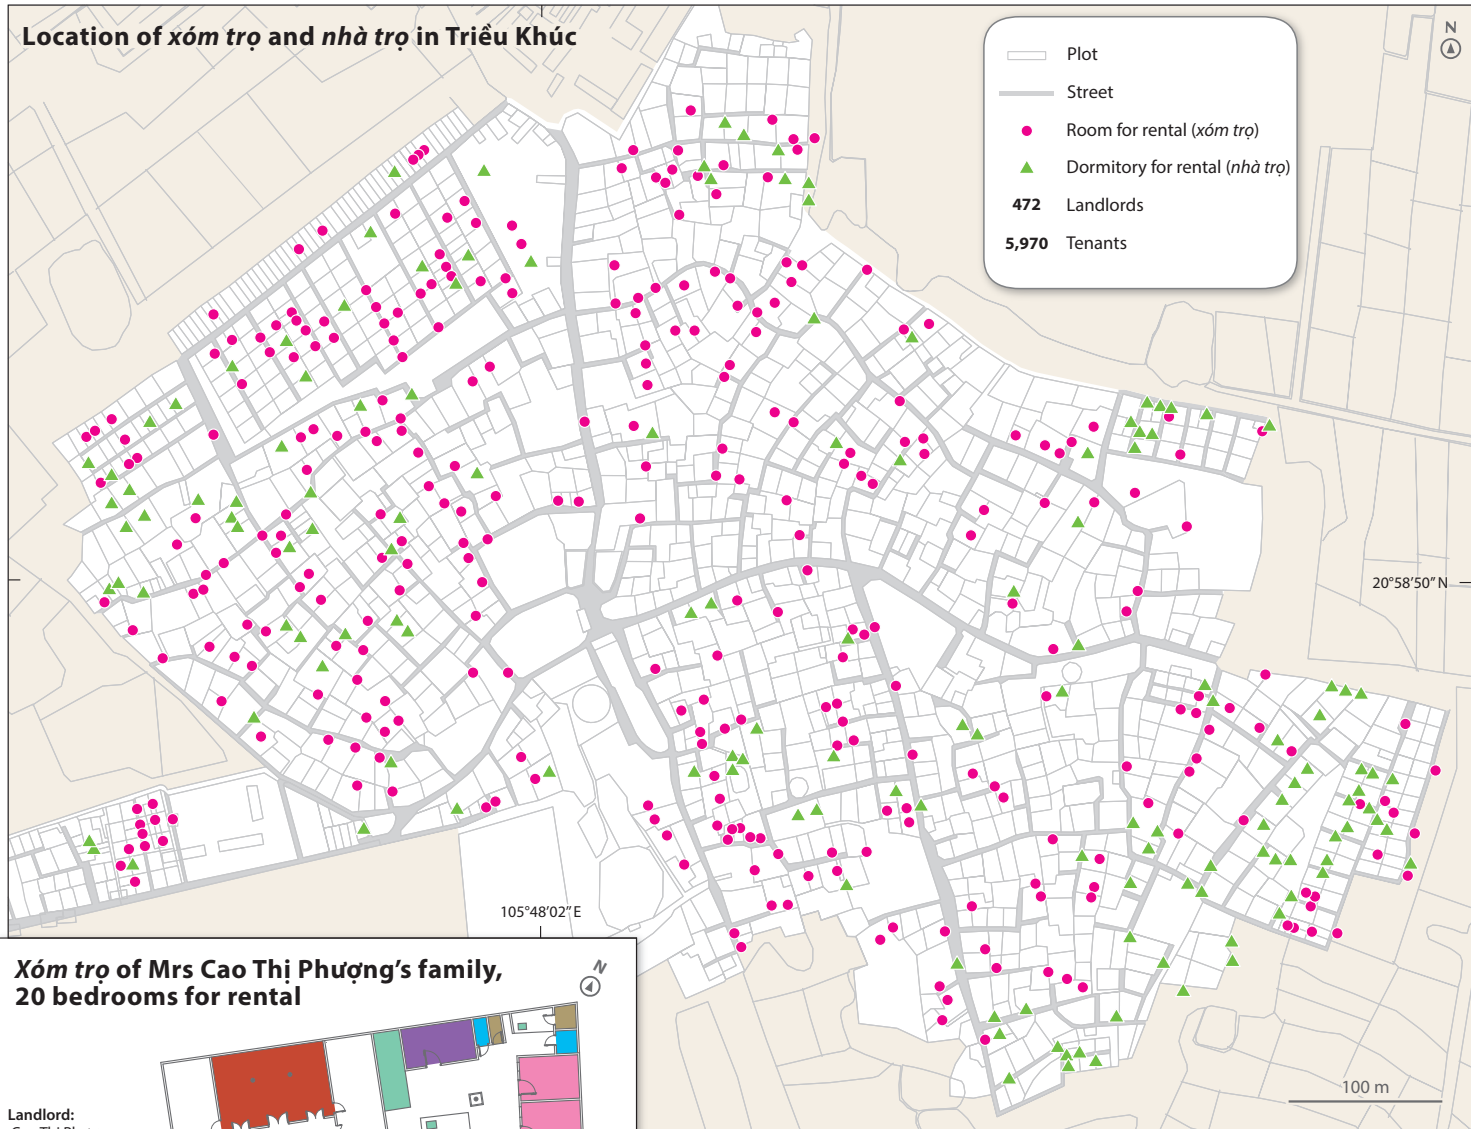 Location of xóm trọ and nhà trọ in Triều Khúc
Plot
Street
Room for rental (xóm trọ)
Dormitory for rental (nhà trọ)
472 Landlords
5,970 Tenants
N
20°58’50” N
105°48’02” E
100 m
Xóm trọ of Mrs Cao Thị Phượng’s family,
20 bedrooms for rental
N
Landlord: